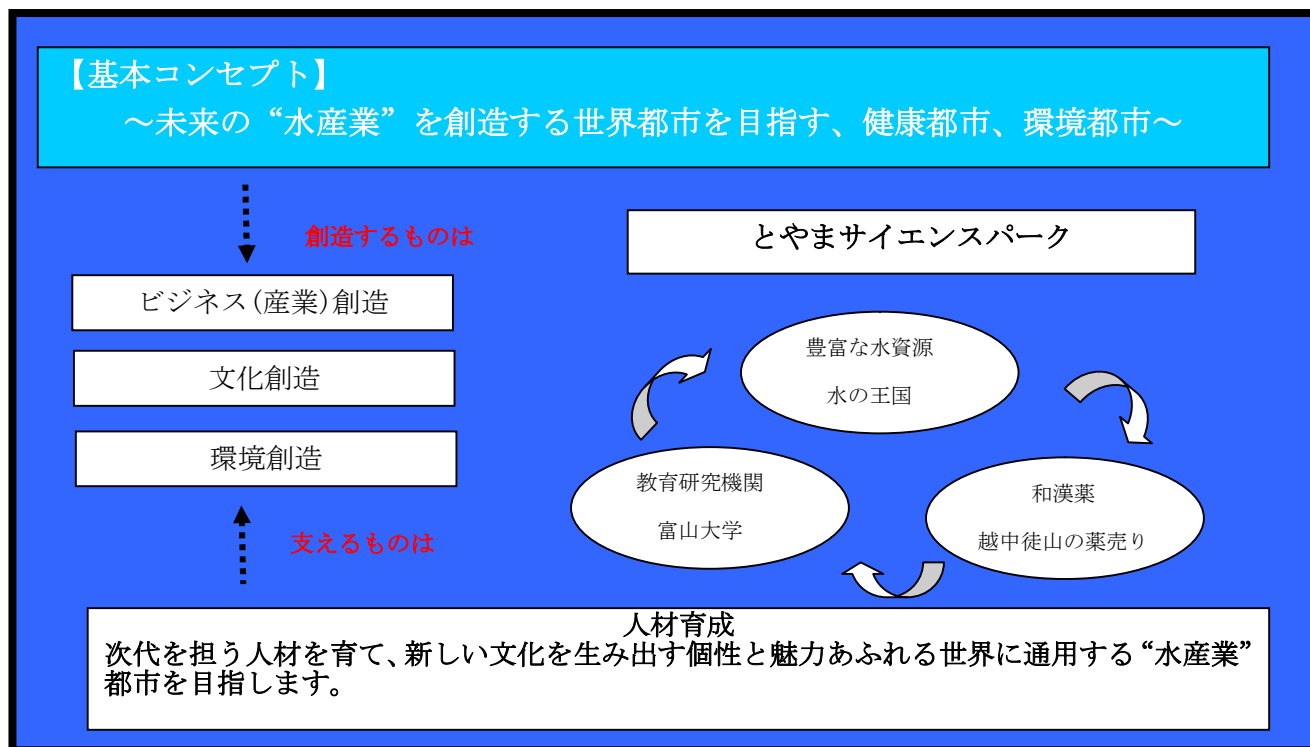 【基本コンセプト】
～未来の“水産業”を創造する世界都市を目指す、健康都市、環境都市～
創造するものは
とやまサイエンスパーク
ビジネス(産業)創造
文化創造
環境創造
豊富な水資源
水の王国
教育研究機関
富山大学
和漢薬
越中徒山の薬売り
支えるものは
人材育成
次代を担う人材を育て、新しい文化を生み出す個性と魅力あふれる世界に通用する“水産業”
都市を目指します。